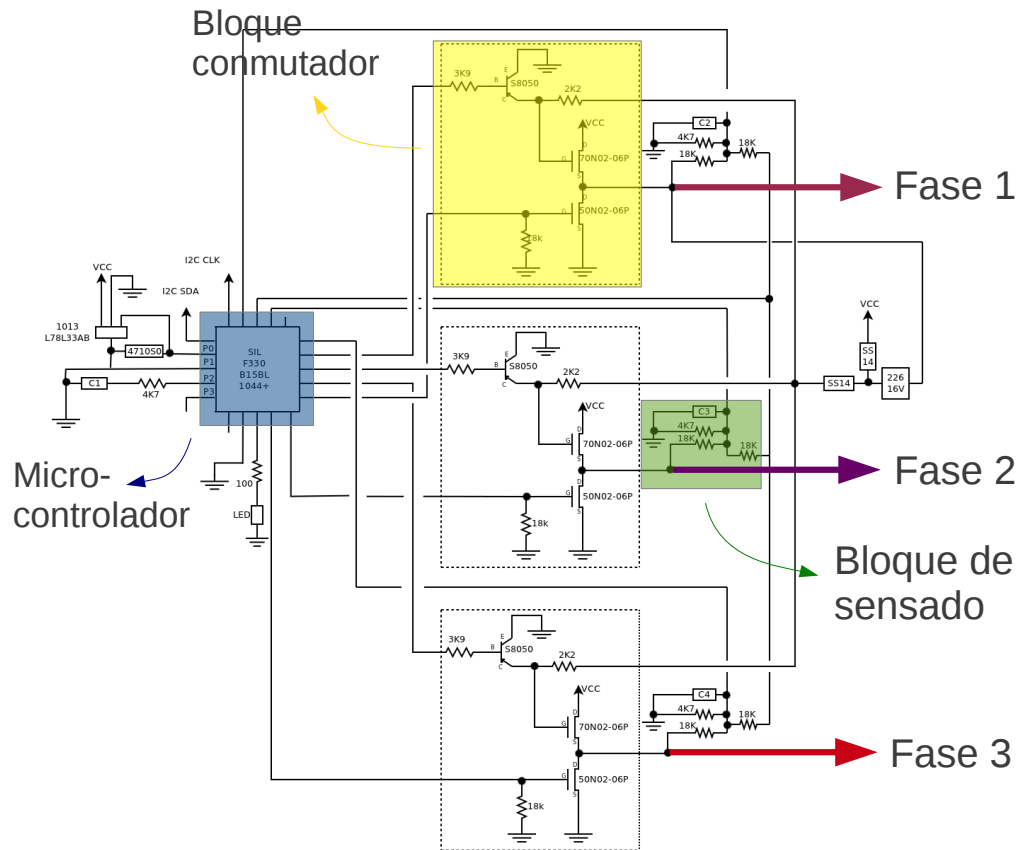 Bloque
conmutador
3K9
E
B
S8050
C
2K2
VCC
D
G
70N02-06P
S
D
G
50N02-06P
S
18k
C2
4K7
18K
18K
Fase 1
I2C CLK
VCC
I2C SDA
1013
L78L33AB
4710S0
C1
4K7
P0
P1
P2
P3
SIL
F330
B15BL
1044+
100
LED
Micro-
controlador
3K9
E
B
S8050
C
2K2
VCC
D
G
70N02-06P
S
D
G
50N02-06P
S
18k
C3
4K7
18K
18K
Fase 2
VCC
SS
14
SS14
226
16V
Bloque de
sensado
3K9
E
B
S8050
C
2K2
VCC
D
G
70N02-06P
S
D
G
50N02-06P
S
18k
C4
4K7
18K
18K
Fase 3